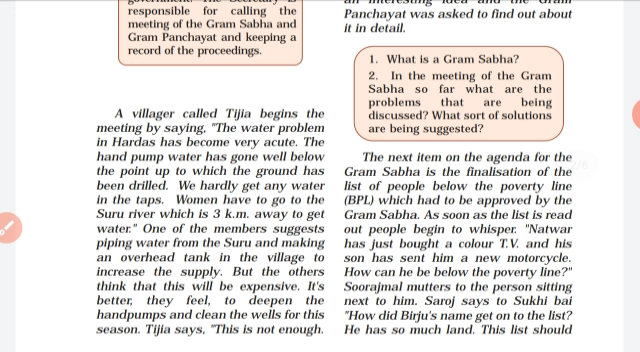 responsible for calling the
meeting of the Gram Sabha and
Gram Panchayat and keeping a
record of the proceedings.
A villager called Tijia begins the
meeting by saying, "The water problem
in Hardas has become very acute. The
hand pump water has gone well below
the point up to which the ground has
been drilled. We hardly get any water
in the taps. Women have to go to the
Suru river which is 3 k.m. away to get
water." One of the members suggests
piping water from the Suru and making
an overhead tank in the village to
increase the supply. But the others
think that this will be expensive. It's
better, they feel, to deepen the
handpumps and clean the wells for this
season. Tijia says, "This is not enough.
Panchayat was asked to find out about
it in detail.
1. What is a Gram Sabha?
2. In the meeting of the Gram
Sabha so far what are the
problems that are being
discussed? What sort of solutions
are being suggested?
The next item on the agenda for the
Gram Sabha is the finalisation of the
list of people below the poverty line
(BPL) which had to be approved by the
Gram Sabha. As soon as the list is read
out people begin to whisper. "Natwar
has just bought a colour T.V. and his
son has sent him a new motorcycle.
How can he be below the poverty line?"
Soorajmal mutters to the person sitting
next to him. Saroj says to Sukhi bai
"How did Birju's name get on to the list?
He has so much land. This list should